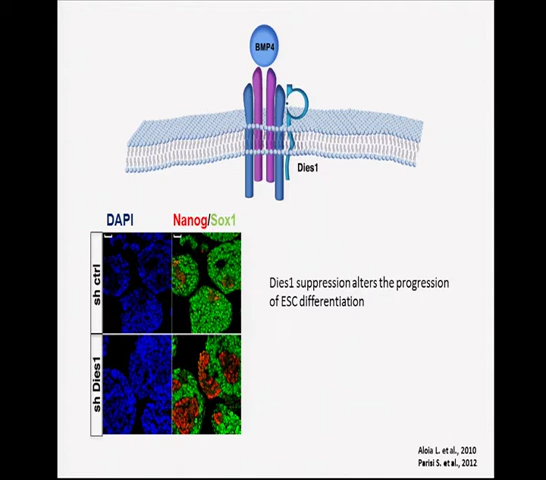 BMP4
Dies1
DAPI
Nanog/Sox1
sh ctrl
sh Dies1
Dies1 suppression alters the progression
of ESC differentiation
Aloia L. et al., 2010
Parisi S. et al., 2012